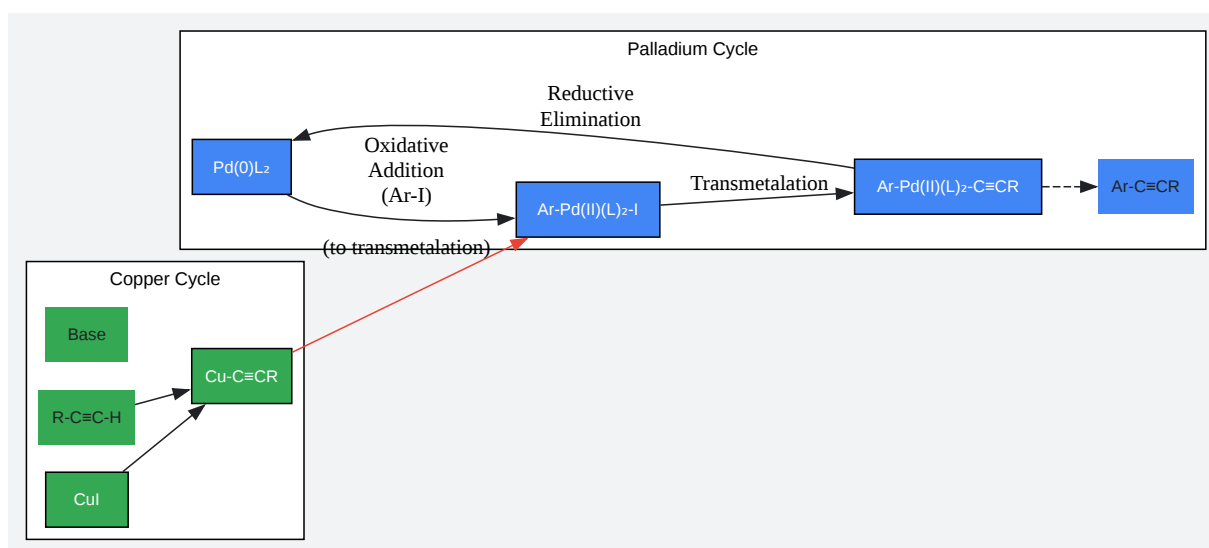 Palladium Cycle
Reductive
Elimination
Oxidative
Addition
(Ar-I)
Pd(0)L₂
Ar-Pd(II)(L)₂-I
Transmetalation
Ar-Pd(II)(L)₂-C≡CR
Ar-C≡CR
(to transmetalation)
Copper Cycle
Base
Cu-C≡CR
R-C≡C-H
CuI